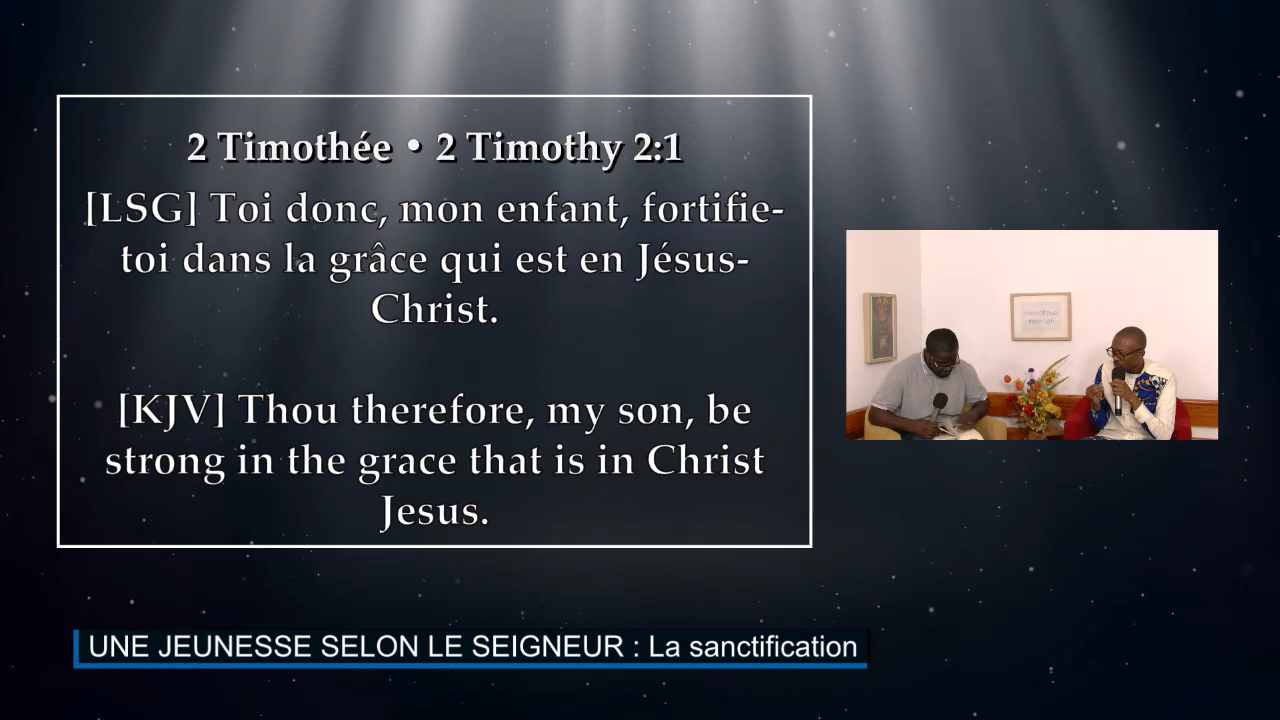 2 Timothée • 2 Timothy 2:1
[LSG] Toi donc, mon enfant, fortifie-
toi dans la grâce qui est en Jésus-
Christ.
[KJV] Thou therefore, my son, be
strong in the grace that is in Christ
Jesus.
UNE JEUNESSE SELON LE SEIGNEUR : La sanctification